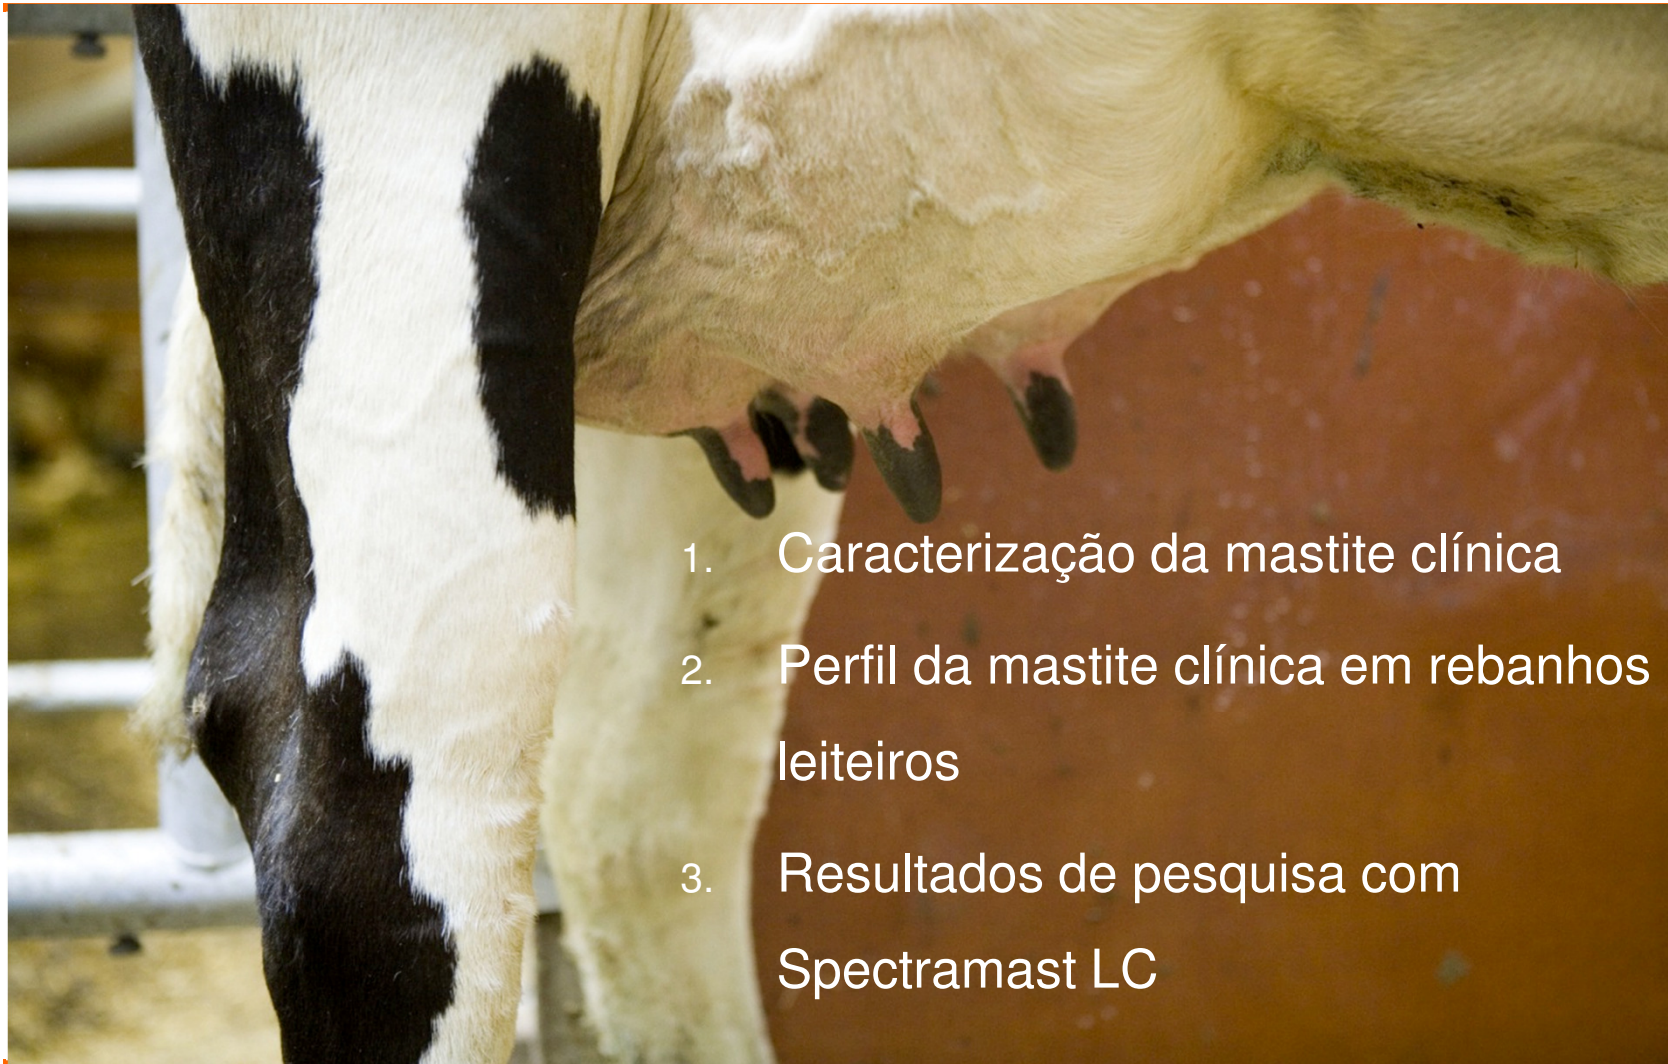 1. Caracterização da mastite clínica
2. Perfil da mastite clínica em rebanhos
leiteiros
3. Resultados de pesquisa com
Spectramast LC